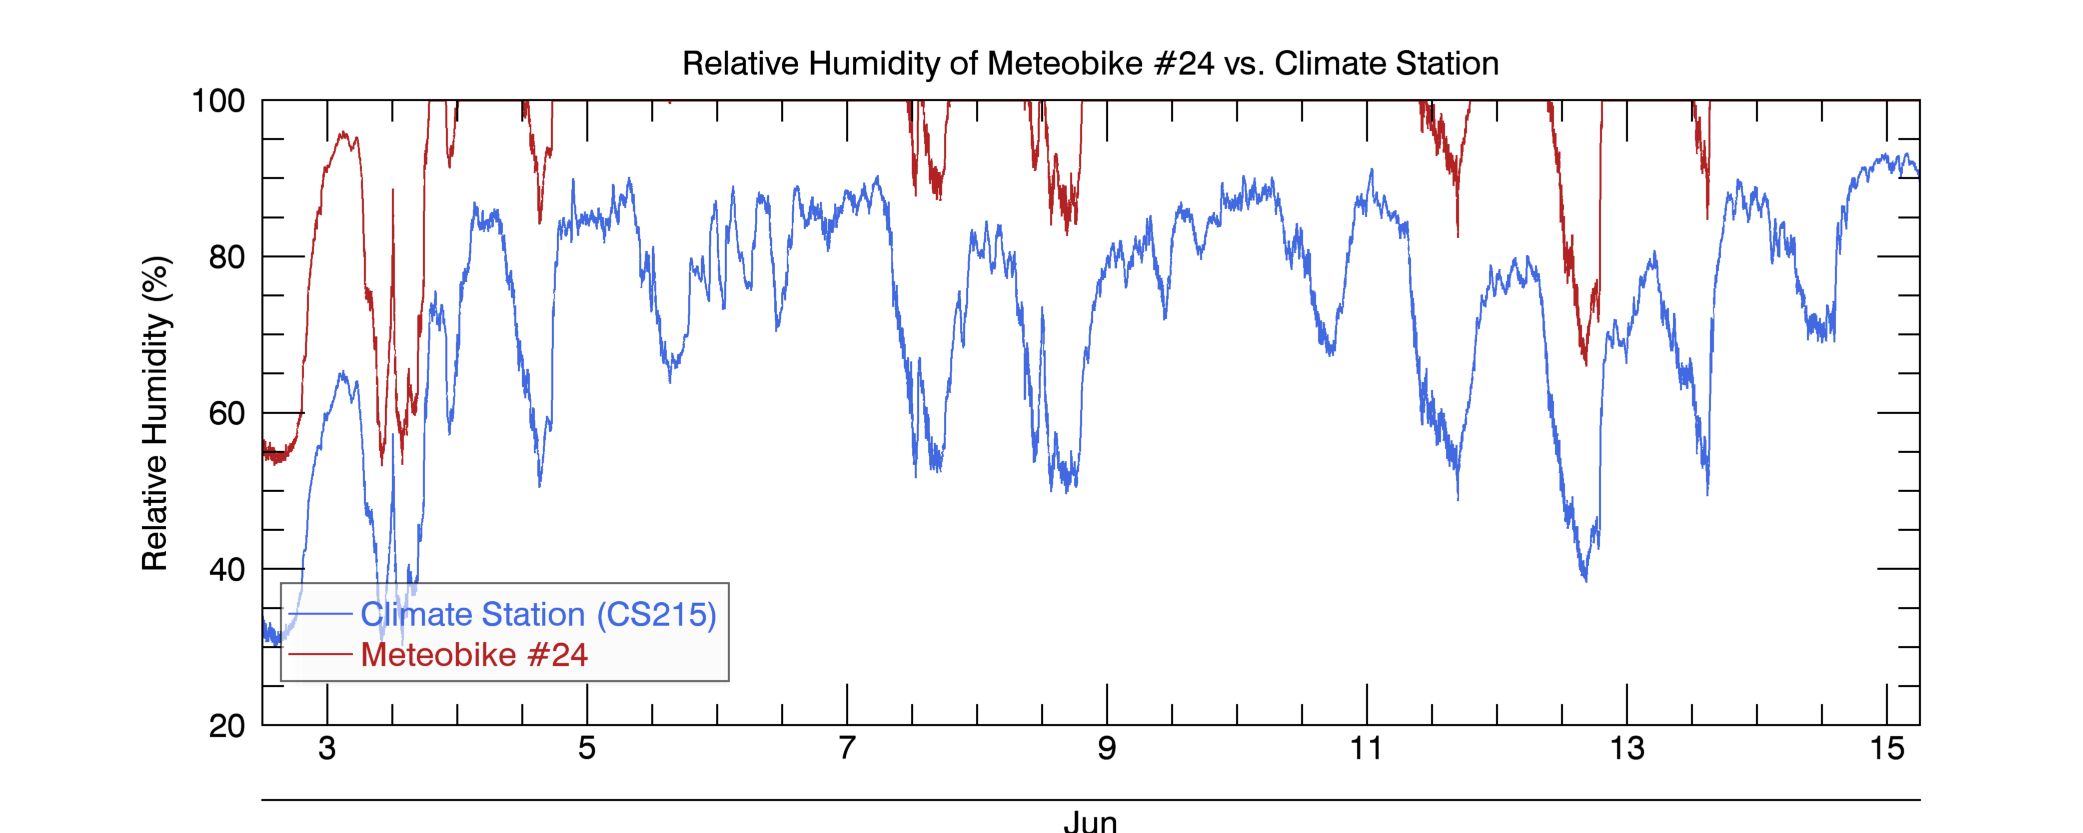 Relative Humidity of Meteobike #24 vs. Climate Station
Relative Humidity (%)
100
80
60
40
20
Climate Station (CS215)
Meteobike #24
3 5 7 9 11 13 15
Jun